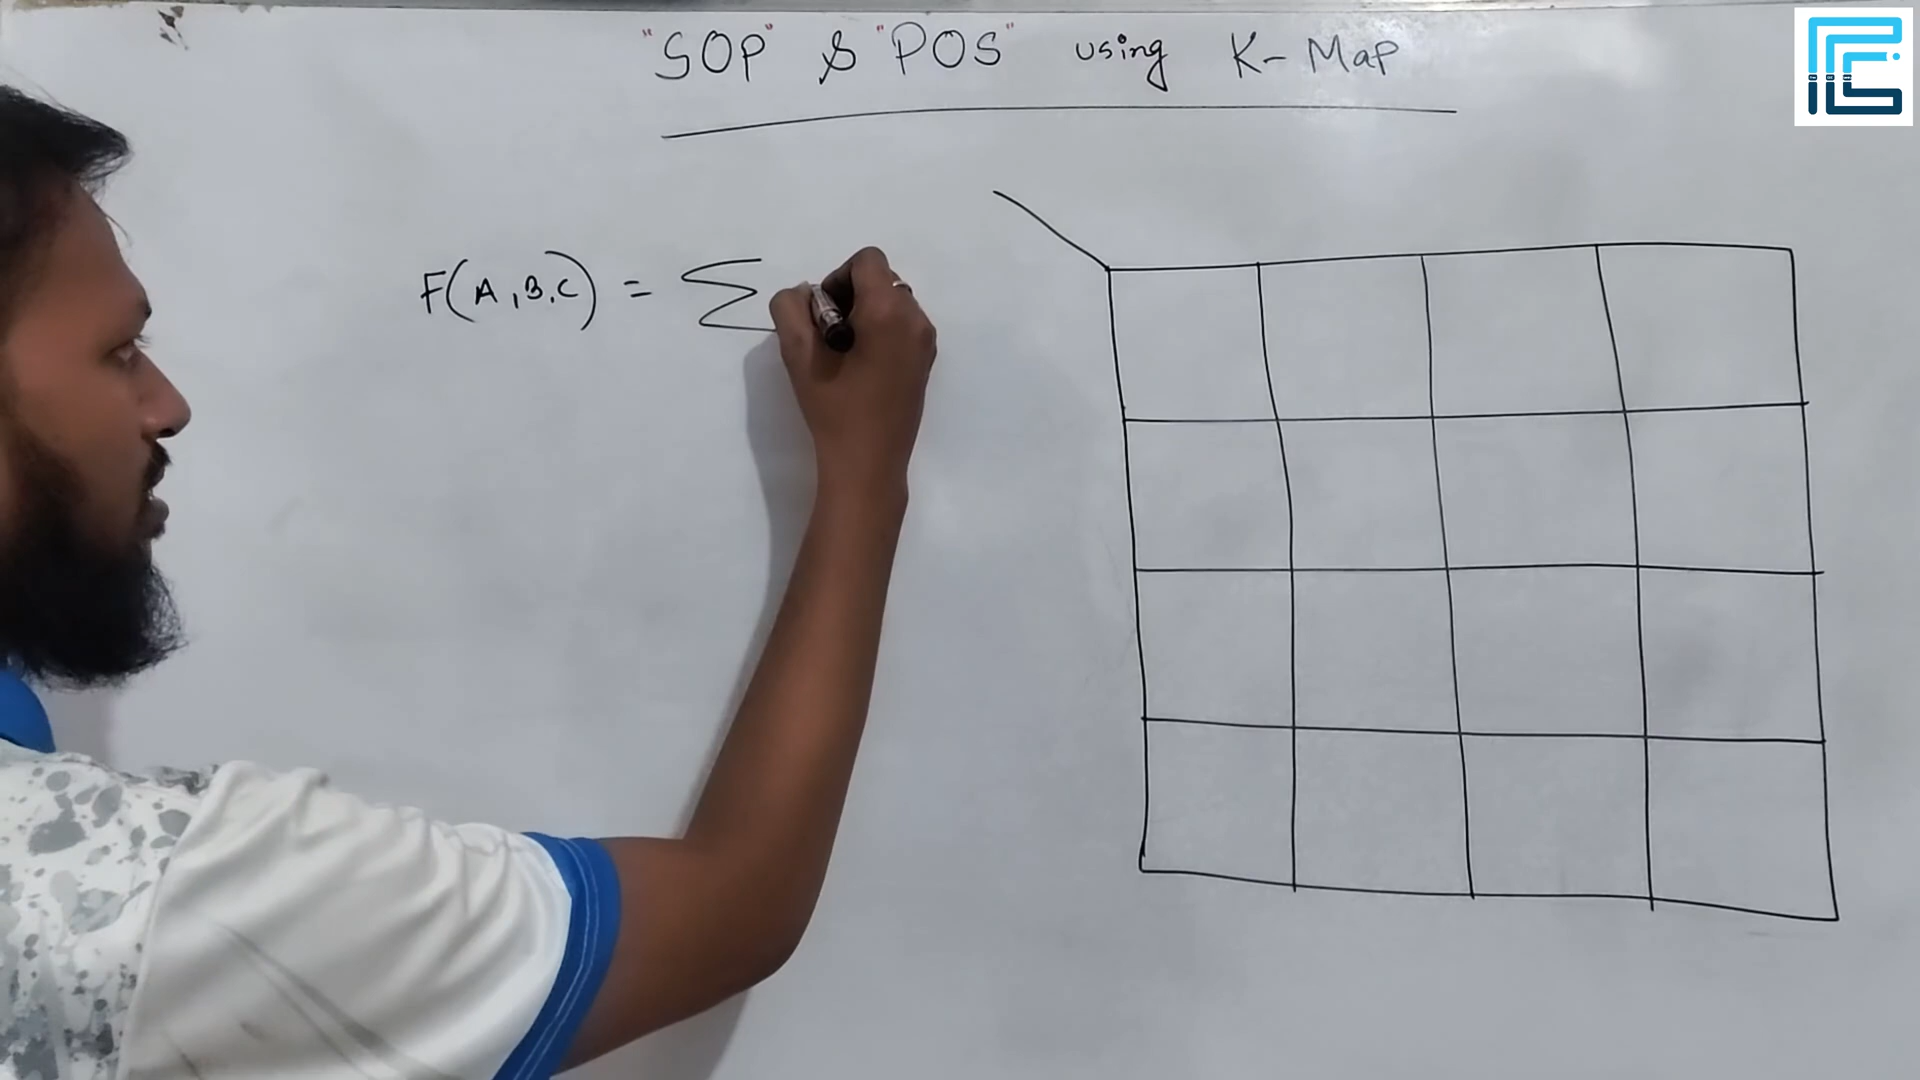 "SOP" & "POS" using K-Map
F(A,B,C) = Σ